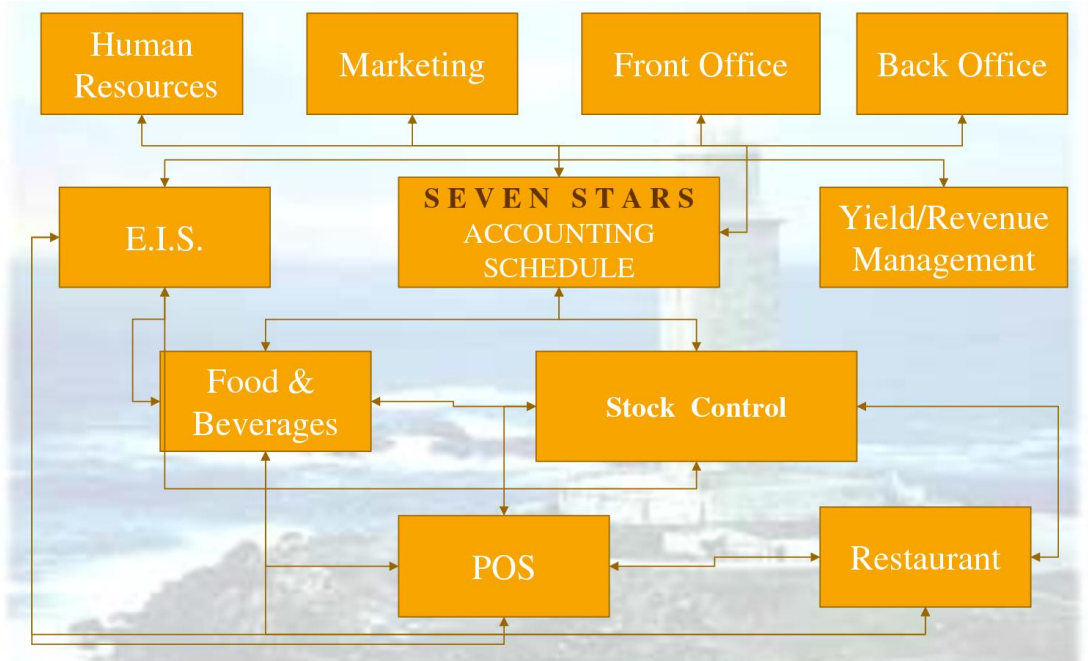 Human
Resources
Marketing
Front Office
Back Office
E.I.S.
SEVEN STARS
ACCOUNTING
SCHEDULE
Yield/Revenue
Management
Food &
Beverages
Stock Control
POS
Restaurant